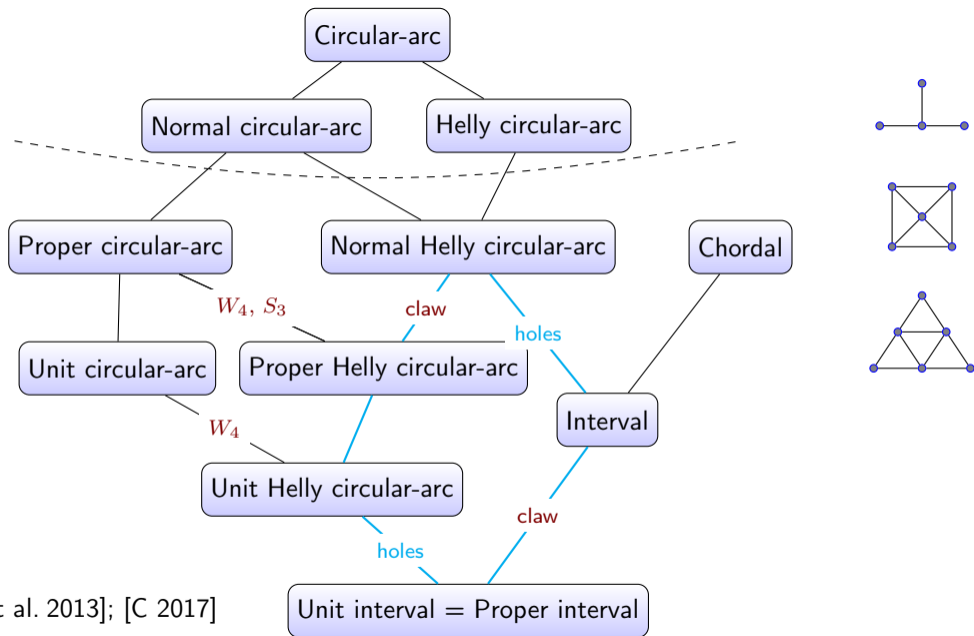 Circular-arc
Normal circular-arc
Helly circular-arc
Proper circular-arc
Normal Helly circular-arc
Chordal
W₄, S₃
claw
holes
Unit circular-arc
Proper Helly circular-arc
Interval
W₄
Unit Helly circular-arc
claw
holes
Unit interval = Proper interval
t al. 2013]; [C 2017]